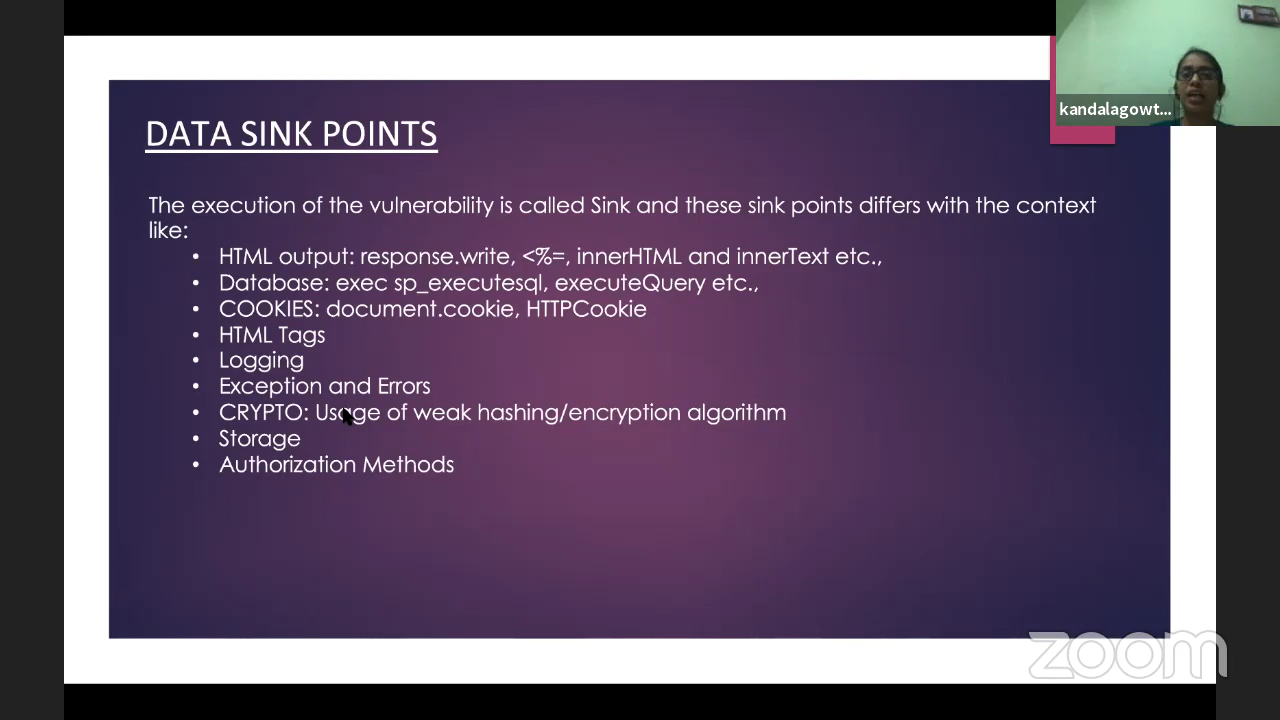 kandalagowt...
DATA SINK POINTS
The execution of the vulnerability is called Sink and these sink points differs with the context
like:
• HTML output: response.write, <%=, innerHTML and innerText etc.,
• Database: exec sp_executesql, executeQuery etc.,
• COOKIES: document.cookie, HTTPCookie
• HTML Tags
• Logging
• Exception and Errors
• CRYPTO: Usage of weak hashing/encryption algorithm
• Storage
• Authorization Methods
zoom